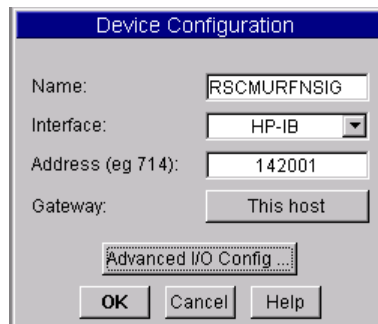 Device Configuration
Name: RSCMURFNSIG
Interface: HP-IB
Address (eg 714): 142001
Gateway: This host
Advanced I/O Config ...
OK Cancel Help